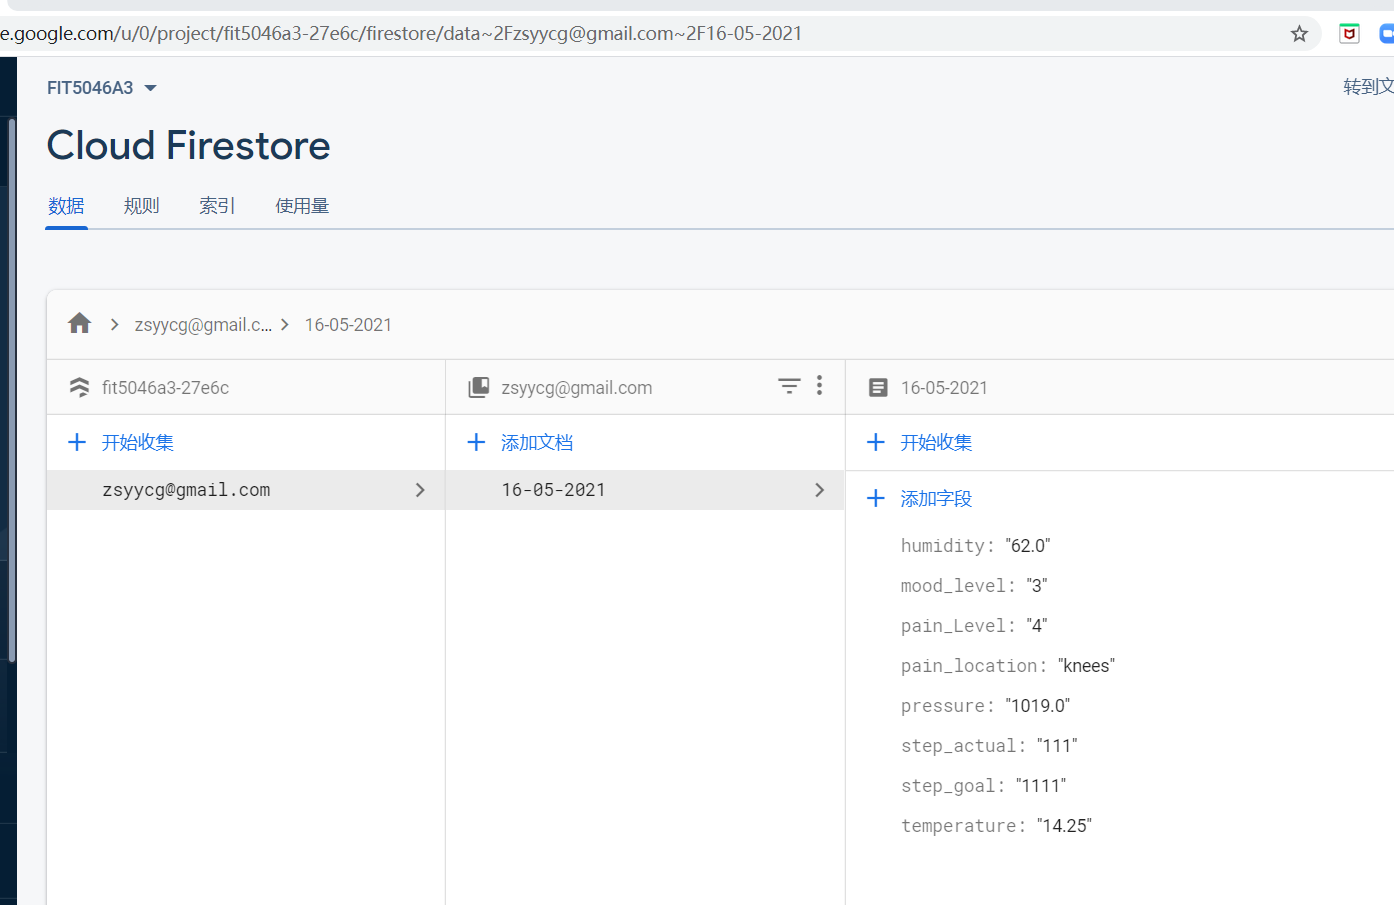 e.google.com/u/0/project/fit5046a3-27e6c/firestore/data~2Fzsyycg@gmail.com~2F16-05-2021
FIT5046A3
转到文
Cloud Firestore
数据 规则 索引 使用量
zsyycg@gmail.c... 16-05-2021
fit5046a3-27e6c
zsyycg@gmail.com
16-05-2021
开始收集
添加文档
开始收集
zsyycg@gmail.com
16-05-2021
添加字段
humidity: "62.0"
mood_level: "3"
pain_Level: "4"
pain_location: "knees"
pressure: "1019.0"
step_actual: "111"
step_goal: "1111"
temperature: "14.25"